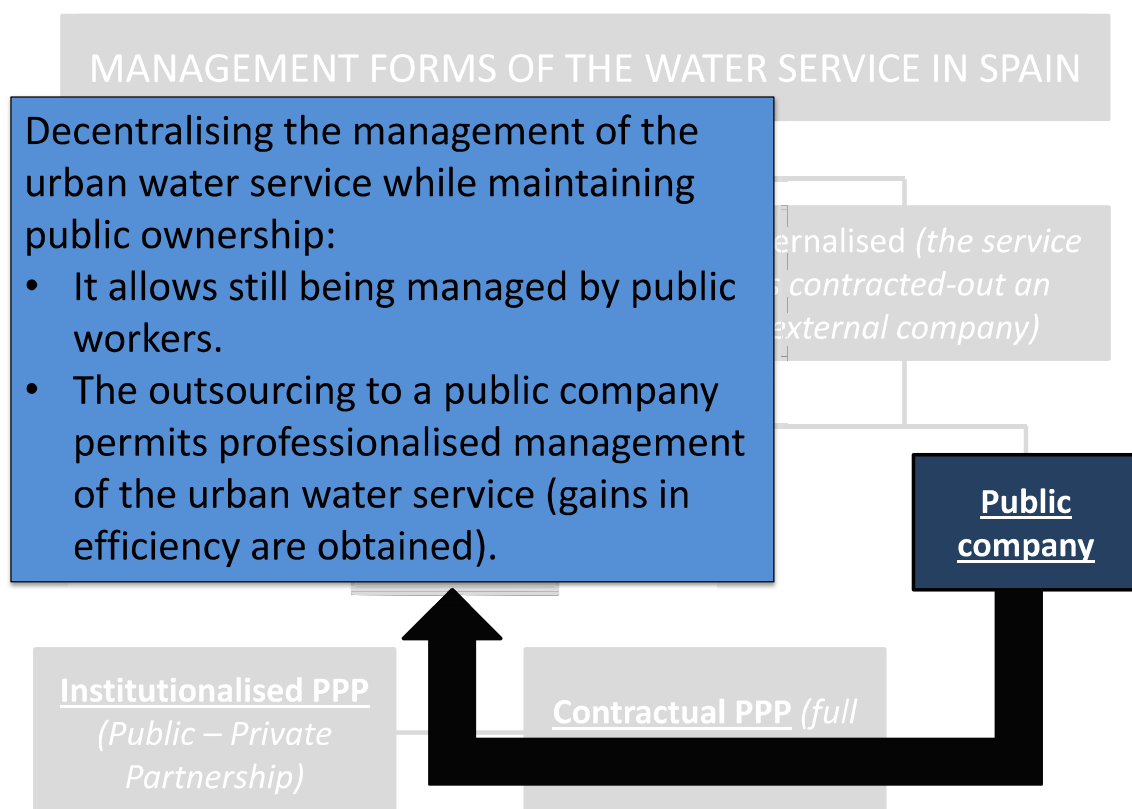 MANAGEMENT FORMS OF THE WATER SERVICE IN SPAIN
Decentralising the management of the
urban water service while maintaining
public ownership:
• It allows still being managed by public
workers.
• The outsourcing to a public company
permits professionalised management
of the urban water service (gains in
efficiency are obtained).
ernalised (the service
s contracted-out an
external company)
Public
company
Institutionalised PPP
(Public – Private
Partnership)
Contractual PPP (full